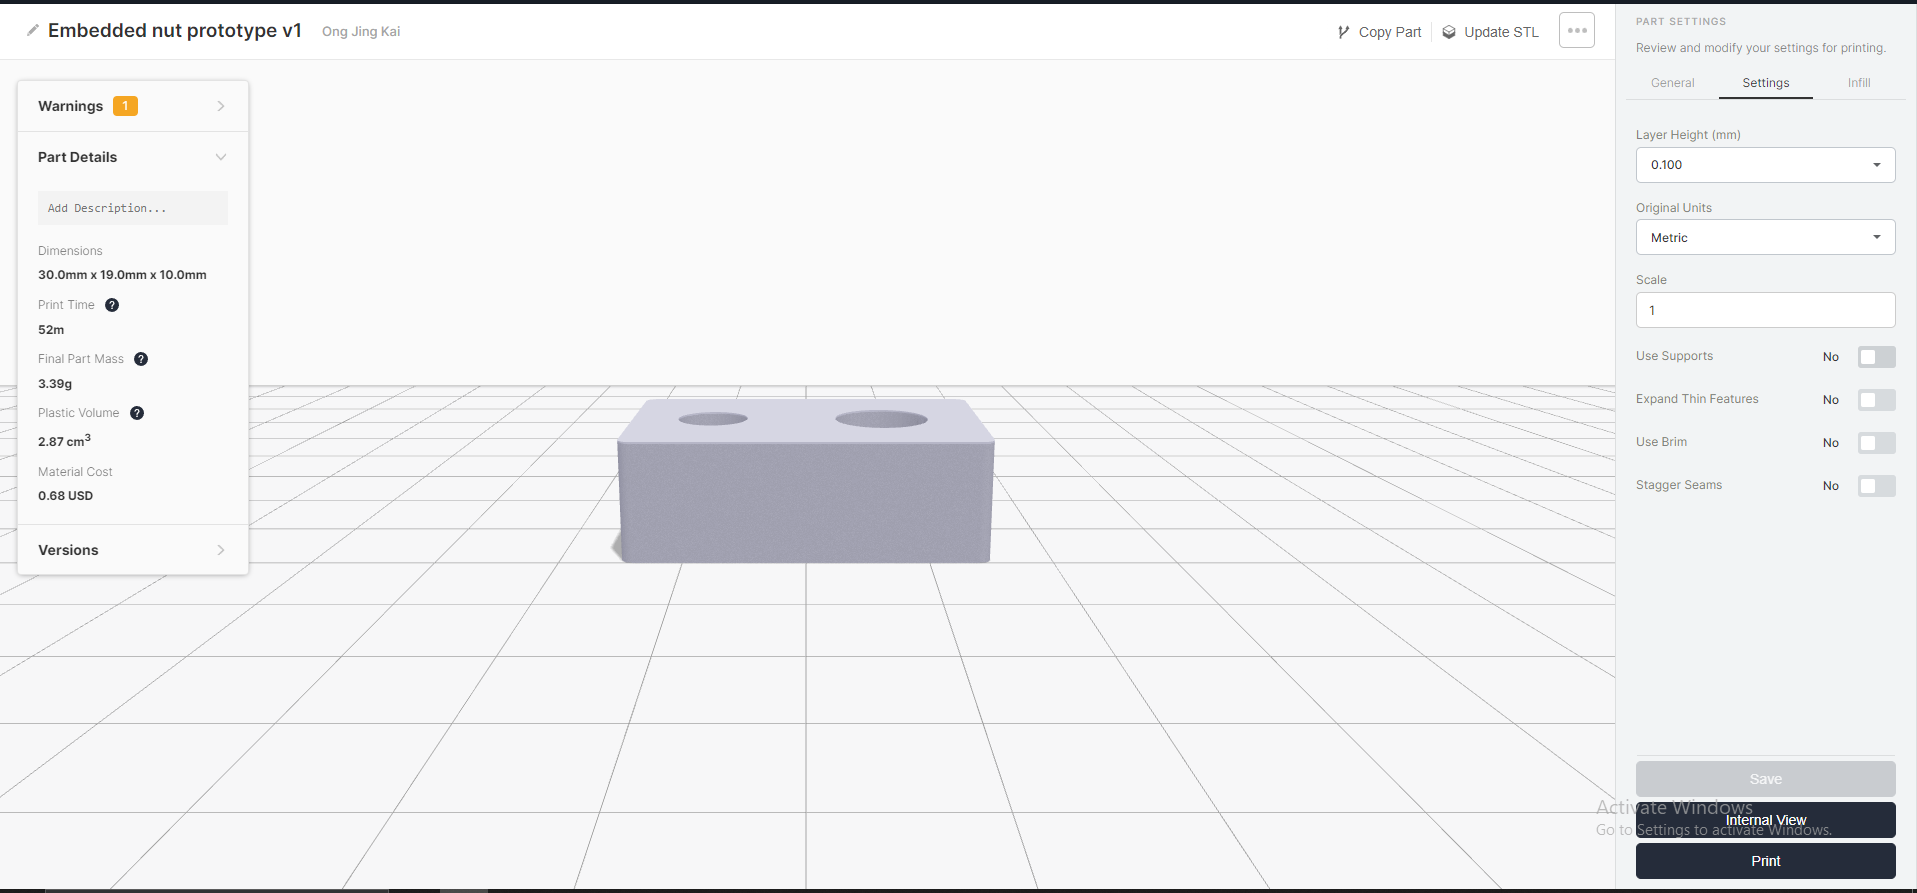 Embedded nut prototype v1 Ong Jing Kai Copy Part Update STL
Warnings 1
Part Details
Add Description...
Dimensions
30.0mm x 19.0mm x 10.0mm
Print Time ?
52m
Final Part Mass ?
3.39g
Plastic Volume ?
2.87 cm3
Material Cost
0.68 USD
Versions
PART SETTINGS
Review and modify your settings for printing.
General Settings Infill
Layer Height (mm)
0.100
Original Units
Metric
Scale
1
Use Supports No
Expand Thin Features No
Use Brim No
Stagger Seams No
Save
Activate Windows
Internal View
Go to Settings to activate Windows.
Print